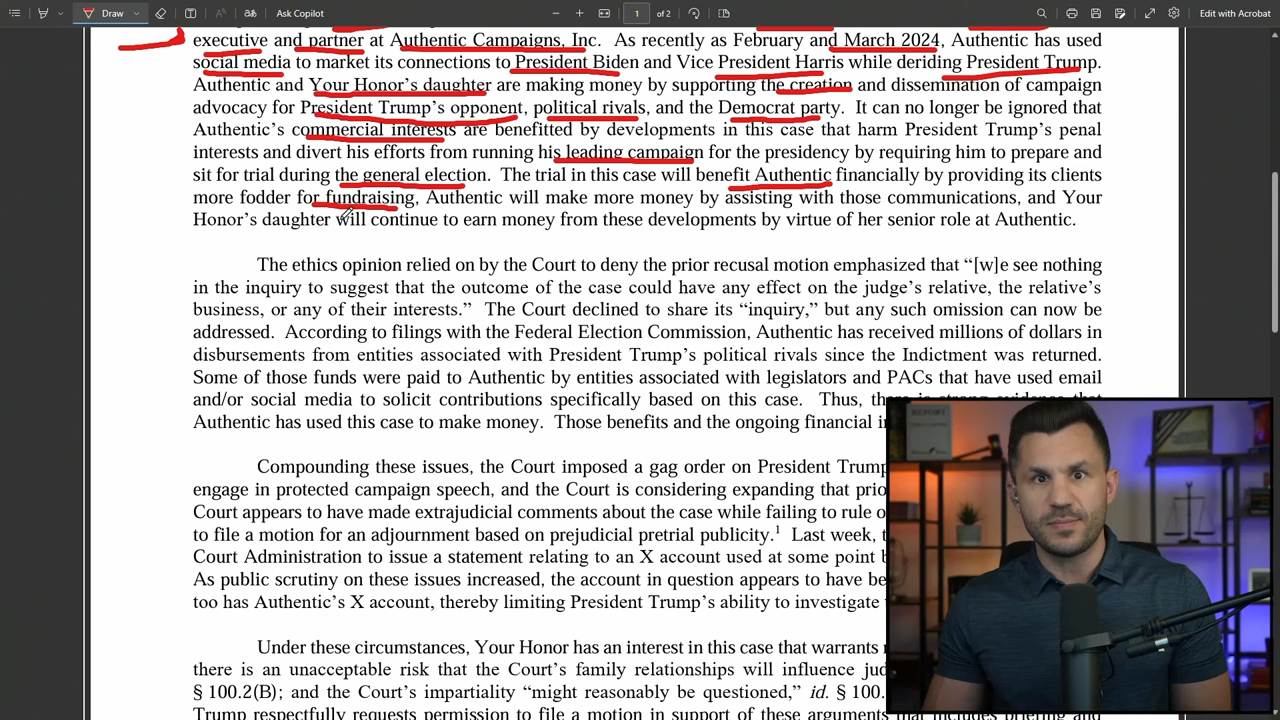 Draw
Ask Copilot
1 of 2
Edit with Acrobat
executive and partner at Authentic Campaigns, Inc. As recently as February and March 2024, Authentic has used
social media to market its connections to President Biden and Vice President Harris while deriding President Trump.
Authentic and Your Honor’s daughter are making money by supporting the creation and dissemination of campaign
advocacy for President Trump’s opponent, political rivals, and the Democrat party. It can no longer be ignored that
Authentic’s commercial interests are benefitted by developments in this case that harm President Trump’s penal
interests and divert his efforts from running his leading campaign for the presidency by requiring him to prepare and
sit for trial during the general election. The trial in this case will benefit Authentic financially by providing its clients
more fodder for fundraising, Authentic will make more money by assisting with those communications, and Your
Honor’s daughter will continue to earn money from these developments by virtue of her senior role at Authentic.
The ethics opinion relied on by the Court to deny the prior recusal motion emphasized that “[w]e see nothing
in the inquiry to suggest that the outcome of the case could have any effect on the judge’s relative, the relative’s
business, or any of their interests.” The Court declined to share its “inquiry,” but any such omission can now be
addressed. According to filings with the Federal Election Commission, Authentic has received millions of dollars in
disbursements from entities associated with President Trump’s political rivals since the Indictment was returned.
Some of those funds were paid to Authentic by entities associated with legislators and PACs that have used email
and/or social media to solicit contributions specifically based on this case. Thus,
Authentic has used this case to make money. Those benefits and the ongoing financial
Compounding these issues, the Court imposed a gag order on President Trump
engage in protected campaign speech, and the Court is considering expanding that
Court appears to have made extrajudicial comments about the case while failing to rule
to file a motion for an adjournment based on prejudicial pretrial publicity.¹ Last week,
Court Administration to issue a statement relating to an X account used at some point
As public scrutiny on these issues increased, the account in question appears to have
too has Authentic’s X account, thereby limiting President Trump’s ability to investigate
Under these circumstances, Your Honor has an interest in this case that warrants
there is an unacceptable risk that the Court’s family relationships will influence
§ 100.2(B); and the Court’s impartiality “might reasonably be questioned,” id. § 100.
Trump respectfully requests permission to file a motion in support of these arguments
REPORT